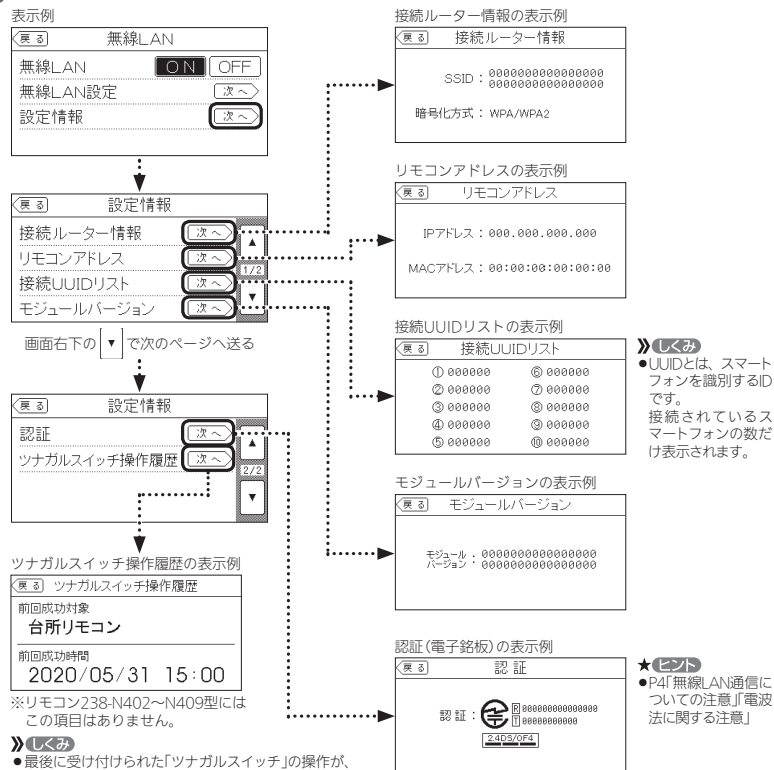 表示例
戻る 無線LAN
無線LAN ON OFF
無線LAN設定 次へ
設定情報 次へ
戻る 設定情報
接続ルーター情報 次へ ▲
リモコンアドレス 次へ 1/2
接続UUIDリスト 次へ
モジュールバージョン 次へ ▼
画面右下の ▼ で次のページへ送る
戻る 設定情報
認証 次へ ▲
ツナガルスイッチ操作履歴 次へ 2/2
▼
ツナガルスイッチ操作履歴の表示例
戻る ツナガルスイッチ操作履歴
前回成功対象
台所リモコン
前回成功時間
2020/05/31 15:00
※リモコン238-N402~N409型には
この項目はありません。
》しくみ
●最後に受け付けられた「ツナガルスイッチ」の操作が、
接続ルーター情報の表示例
戻る 接続ルーター情報
SSID : 0000000000000000
0000000000000000
暗号化方式 : WPA/WPA2
リモコンアドレスの表示例
戻る リモコンアドレス
IPアドレス : 000.000.000.000
MACアドレス : 00:00:00:00:00:00
接続UUIDリストの表示例
戻る 接続UUIDリスト
① 000000 ⑥ 000000
② 000000 ⑦ 000000
③ 000000 ⑧ 000000
④ 000000 ⑨ 000000
⑤ 000000 ⑩ 000000
》しくみ
●UUIDとは、スマート
フォンを識別するID
です。
接続されているス
マートフォンの数だ
け表示されます。
モジュールバージョンの表示例
戻る モジュールバージョン
モジュール : 0000000000000000
バージョン 0000000000000000
認証(電子銘板)の表示例
戻る 認証
認証 : R 000000000000000
T 00000000000
2.4DS/OF4
★ヒント
●P4「無線LAN通信に
ついての注意」「電波
法に関する注意」